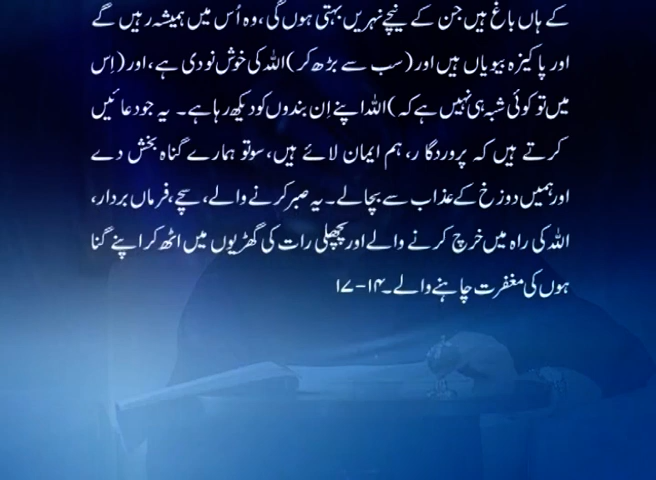 کے ہاں باغ ہیں جن کے نیچے نہریں بہتی ہوں گی، وہ اُس میں ہمیشہ رہیں گے
اور پاکیزہ بیویاں ہیں اور (سب سے بڑھ کر) اللہ کی خوش نودی ہے، اور (اِس
میں تو کوئی شبہ ہی نہیں ہے کہ) اللہ اپنے اِن بندوں کو دیکھ رہا ہے۔ یہ جو دعائیں
کرتے ہیں کہ پروردگار، ہم ایمان لائے ہیں، سو تو ہمارے گناہ بخش دے
اور ہمیں دوزخ کے عذاب سے بچا لے۔ یہ صبر کرنے والے، سچے، فرماں بردار،
اللہ کی راہ میں خرچ کرنے والے اور پچھلی رات کی گھڑیوں میں اٹھ کر اپنے گنا
ہوں کی مغفرت چاہنے والے۔ ۱۴-۱۷